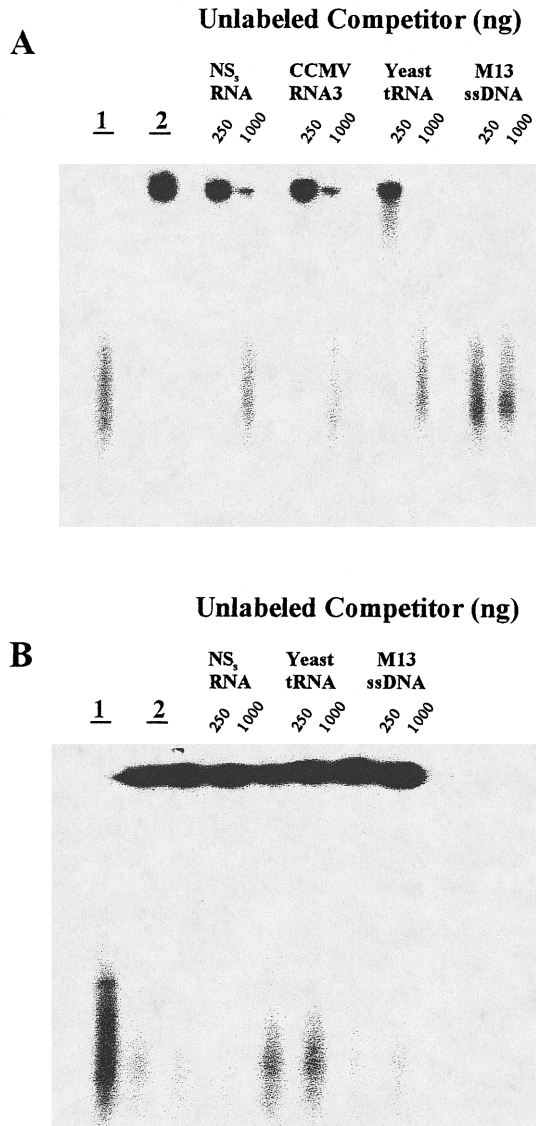 Unlabeled Competitor (ng)
A
NSs CCMV Yeast M13
RNA RNA3 tRNA ssDNA
1 2 250 1000 250 1000 250 1000 250 1000
Unlabeled Competitor (ng)
B
NSs Yeast M13
RNA tRNA ssDNA
1 2 250 1000 250 1000 250 1000